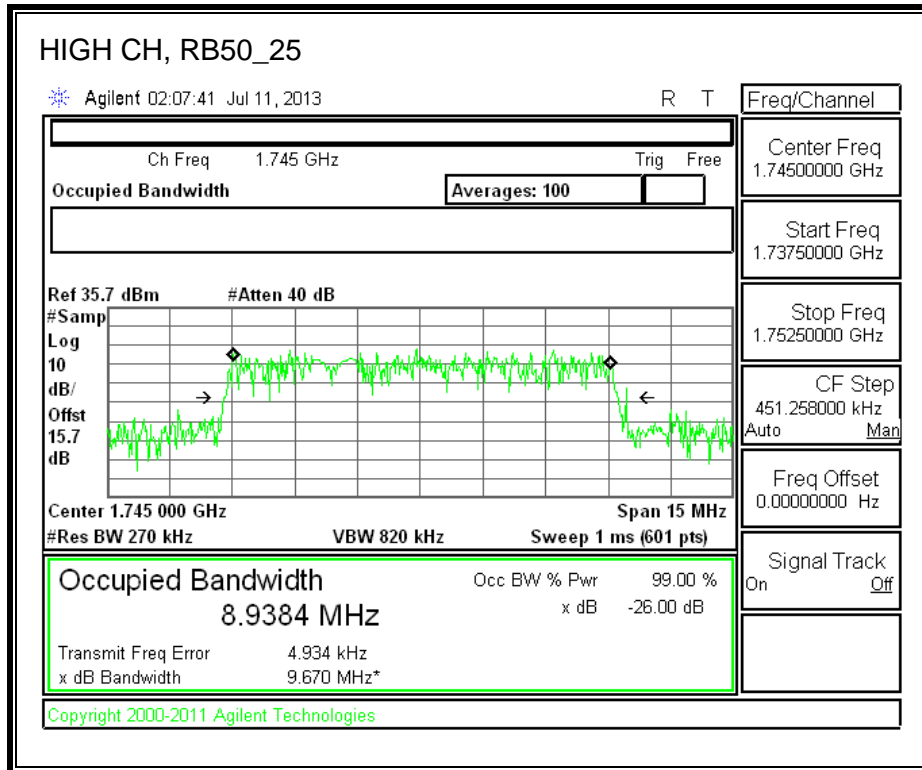 HIGH CH, RB50_25
Agilent 02:07:41 Jul 11, 2013 R T
Freq/Channel
Ch Freq 1.745 GHz Trig Free
Occupied Bandwidth Averages: 100
Center Freq
1.74500000 GHz
Start Freq
1.73750000 GHz
Stop Freq
1.75250000 GHz
CF Step
451.258000 kHz
Auto Man
Freq Offset
0.00000000 Hz
Signal Track
On Off
Ref 35.7 dBm #Atten 40 dB
#Samp
Log
10
dB/
Offst
15.7
dB
Center 1.745 000 GHz Span 15 MHz
#Res BW 270 kHz VBW 820 kHz Sweep 1 ms (601 pts)
Occupied Bandwidth Occ BW % Pwr 99.00 %
8.9384 MHz x dB -26.00 dB
Transmit Freq Error 4.934 kHz
x dB Bandwidth 9.670 MHz*
Copyright 2000-2011 Agilent Technologies